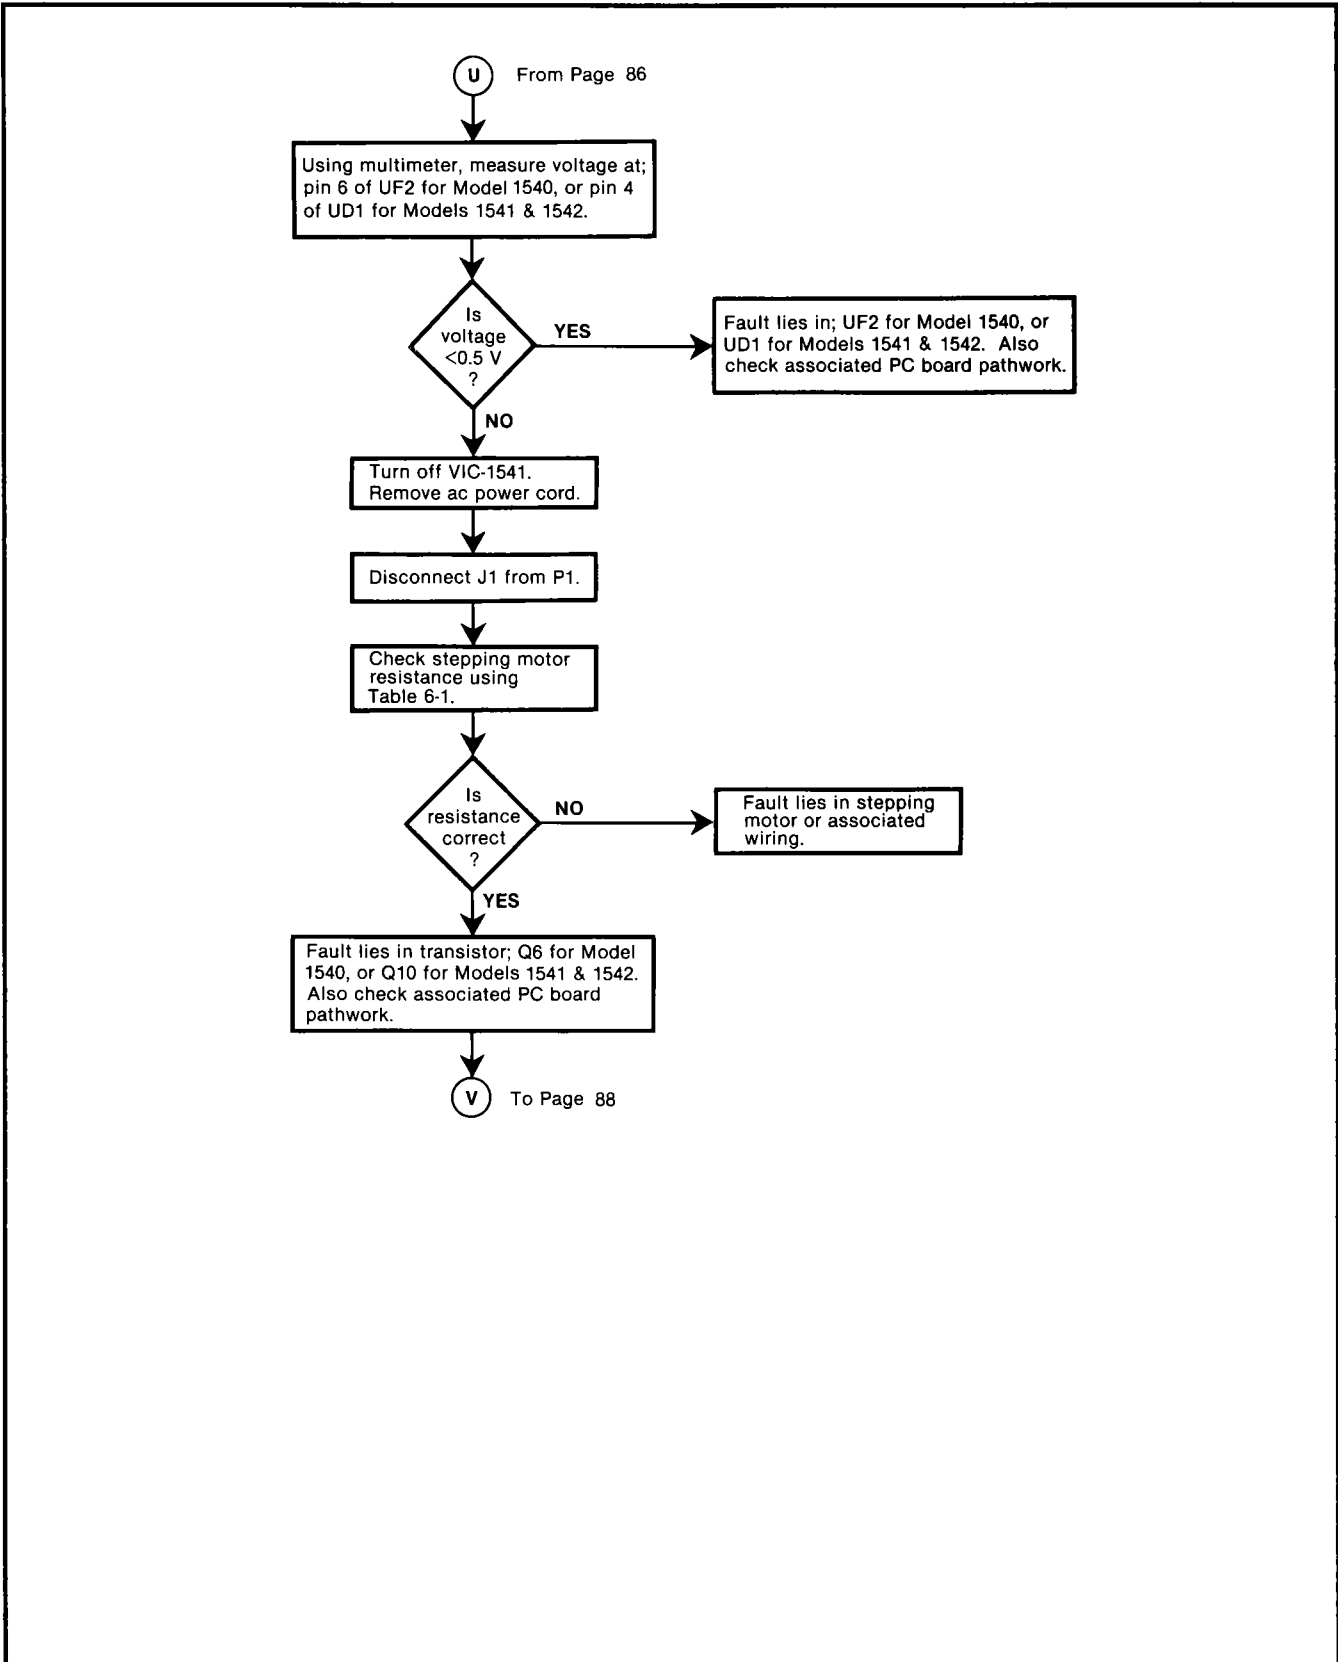 U From Page 86
Using multimeter, measure voltage at;
pin 6 of UF2 for Model 1540, or pin 4
of UD1 for Models 1541 & 1542.
Is
voltage
<0.5 V
?
YES
Fault lies in; UF2 for Model 1540, or
UD1 for Models 1541 & 1542. Also
check associated PC board pathwork.
NO
Turn off VIC-1541.
Remove ac power cord.
Disconnect J1 from P1.
Check stepping motor
resistance using
Table 6-1.
Is
resistance
correct
?
NO
Fault lies in stepping
motor or associated
wiring.
YES
Fault lies in transistor; Q6 for Model
1540, or Q10 for Models 1541 & 1542.
Also check associated PC board
pathwork.
V To Page 88